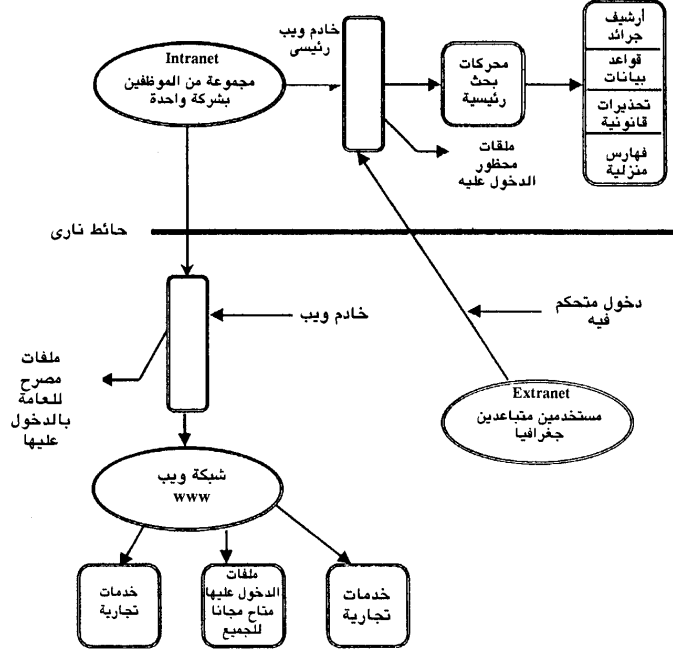 Intranet
مجموعة من الموظفين
بشركة واحدة
خادم ويب
رئيسى
محركات
بحث
رئيسية
أرشيف
جرائد
قواعد
بيانات
تحذيرات
قانونية
فهارس
منزلية
ملفات
محظور
الدخول عليه
حائط نارى
خادم ويب
دخول متحكم
فيه
ملفات
مصرح
للعامة
بالدخول
عليها
Extranet
مستخدمين متباعدين
جغرافيا
شبكة ويب
www
خدمات
تجارية
ملفات
الدخول عليها
متاح مجانا
للجميع
خدمات
تجارية